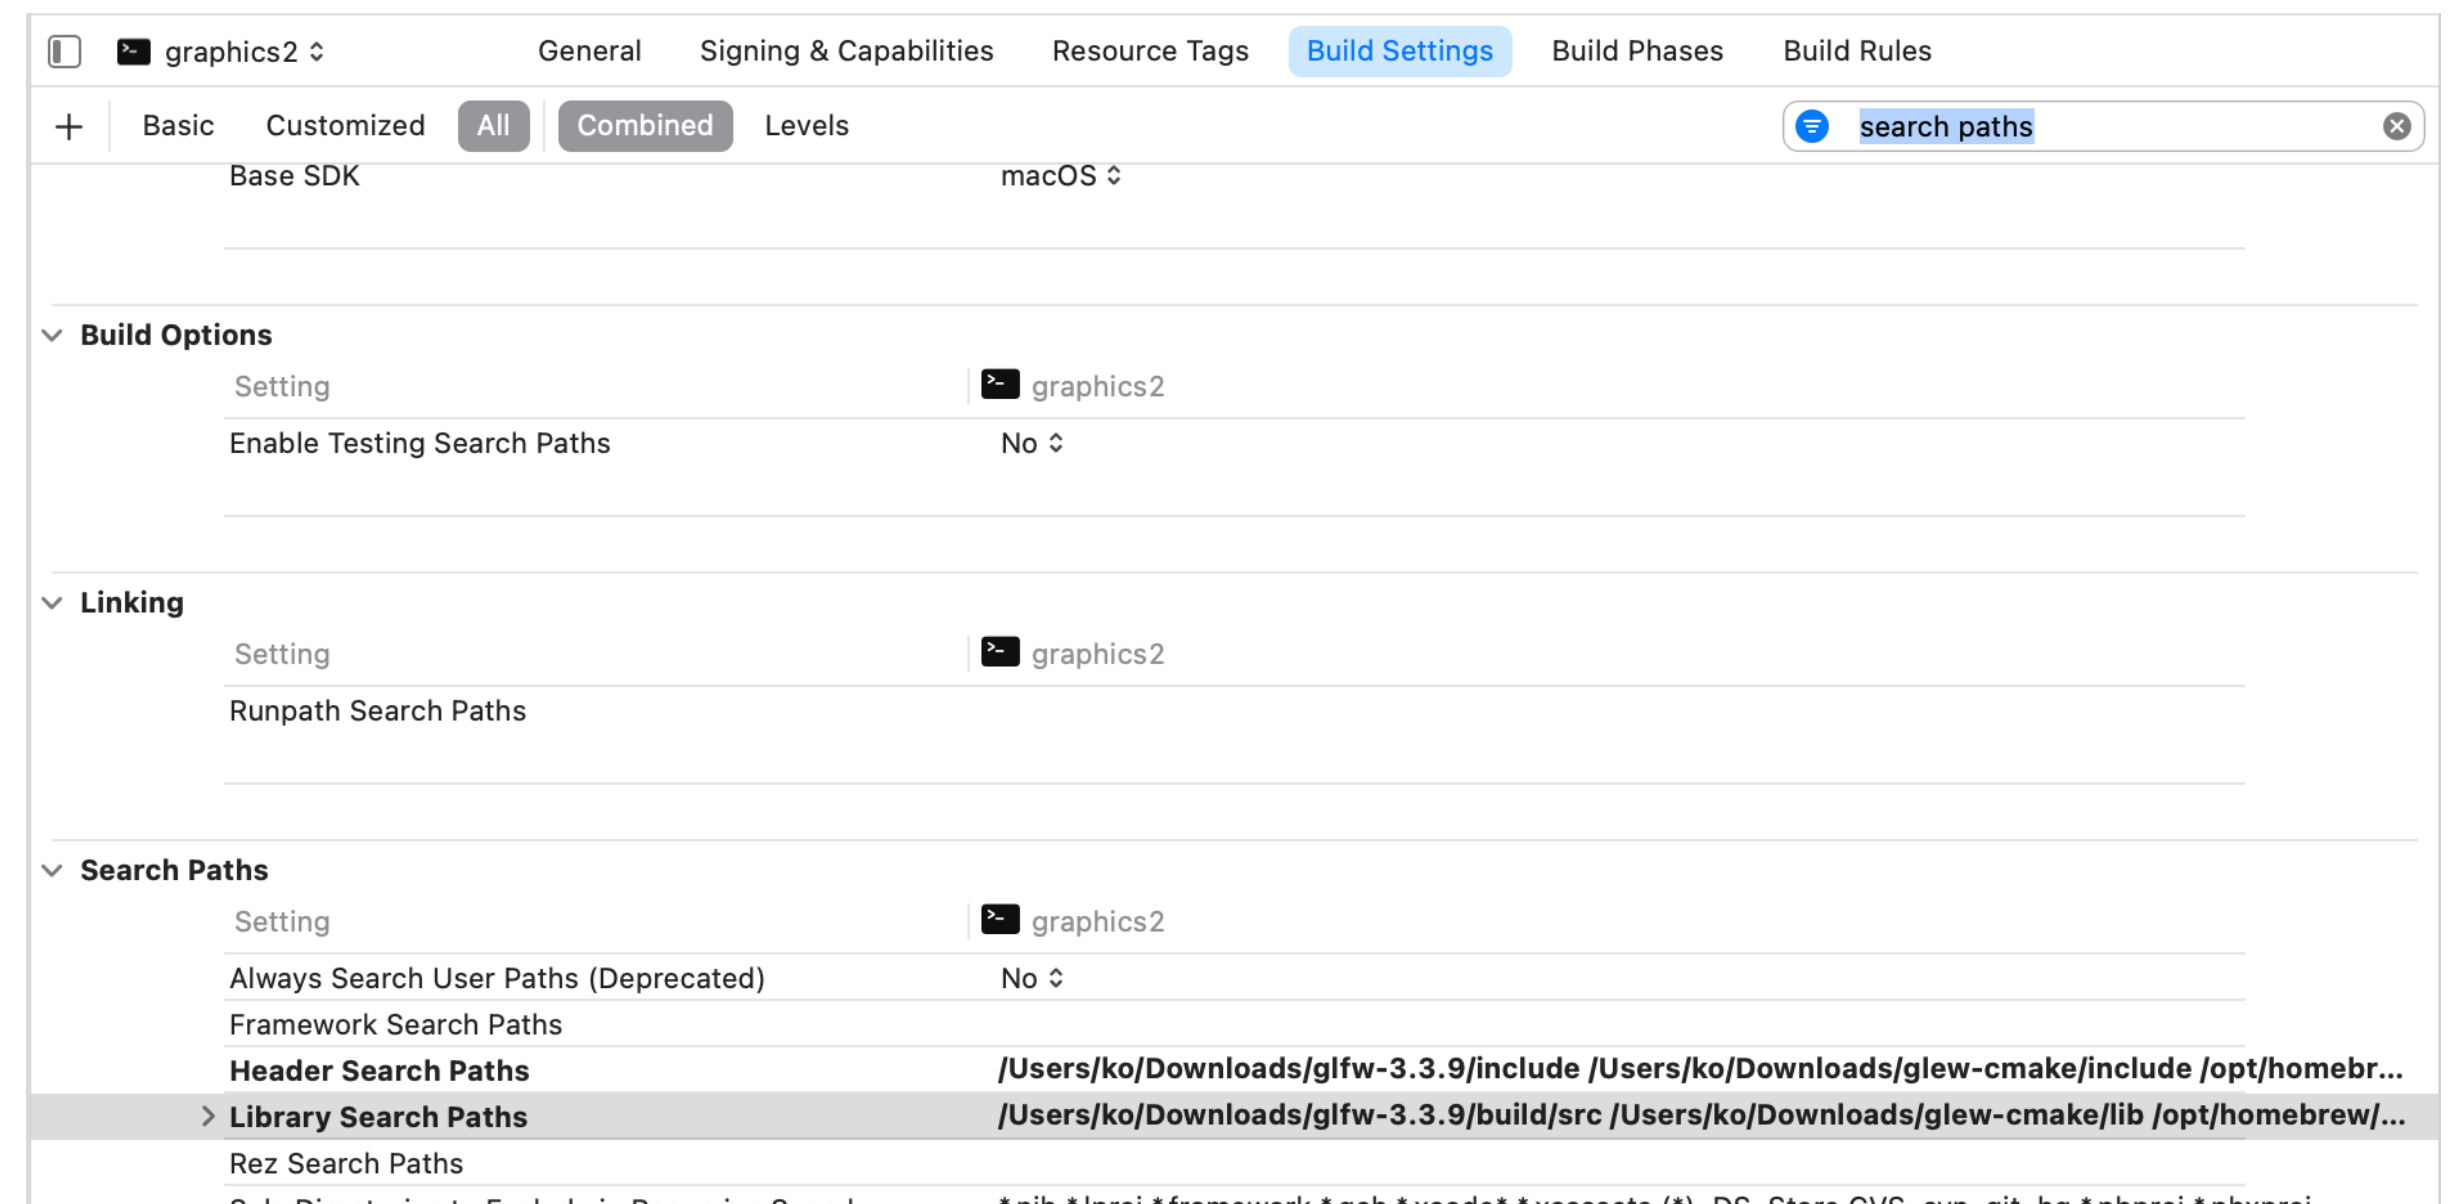 graphics2 General Signing & Capabilities Resource Tags Build Settings Build Phases Build Rules
+ Basic Customized All Combined Levels search paths
Base SDK macOS
Build Options
Setting graphics2
Enable Testing Search Paths No
Linking
Setting graphics2
Runpath Search Paths
Search Paths
Setting graphics2
Always Search User Paths (Deprecated) No
Framework Search Paths
Header Search Paths /Users/ko/Downloads/glfw-3.3.9/include /Users/ko/Downloads/glew-cmake/include /opt/homebr...
Library Search Paths /Users/ko/Downloads/glfw-3.3.9/build/src /Users/ko/Downloads/glew-cmake/lib /opt/homebrew/...
Rez Search Paths